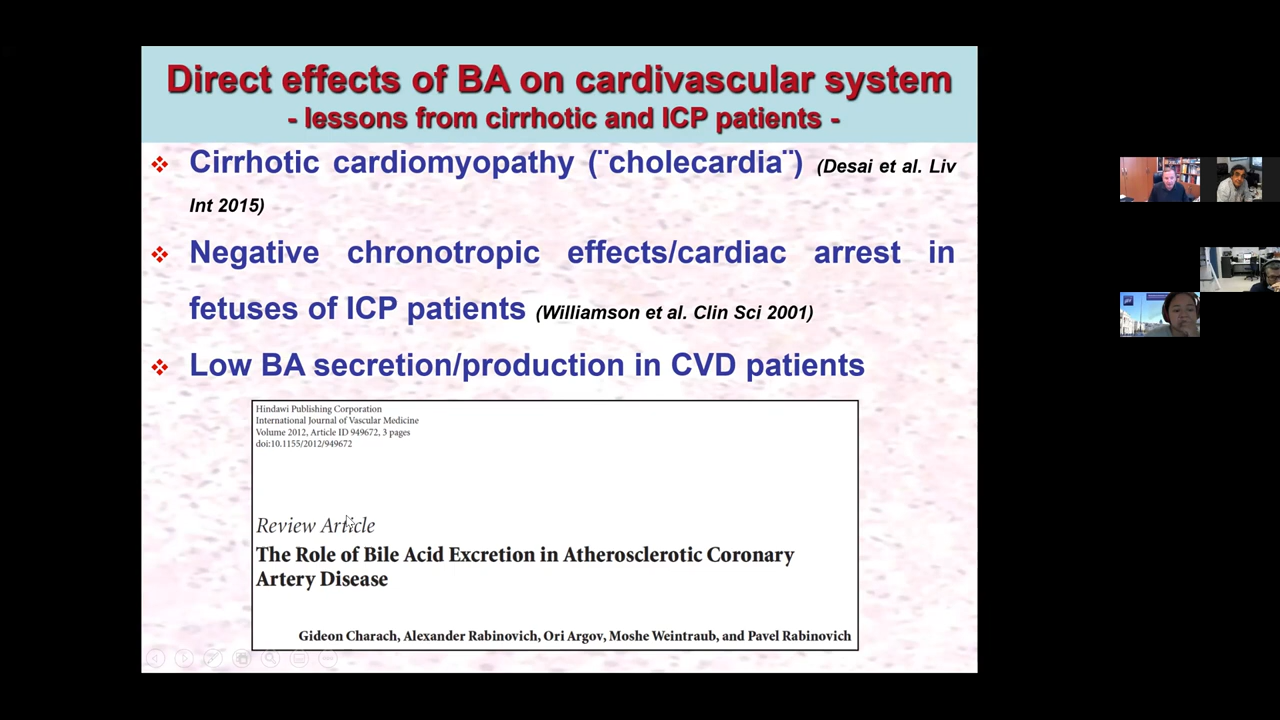 Direct effects of BA on cardivascular system
- lessons from cirrhotic and ICP patients -
Cirrhotic cardiomyopathy (¨cholecardia¨) (Desai et al. Liv
Int 2015)
Negative chronotropic effects/cardiac arrest in
fetuses of ICP patients (Williamson et al. Clin Sci 2001)
Low BA secretion/production in CVD patients
Hindawi Publishing Corporation
International Journal of Vascular Medicine
Volume 2012, Article ID 949672, 3 pages
doi:10.1155/2012/949672
Review Article
The Role of Bile Acid Excretion in Atherosclerotic Coronary
Artery Disease
Gideon Charach, Alexander Rabinovich, Ori Argov, Moshe Weintraub, and Pavel Rabinovich